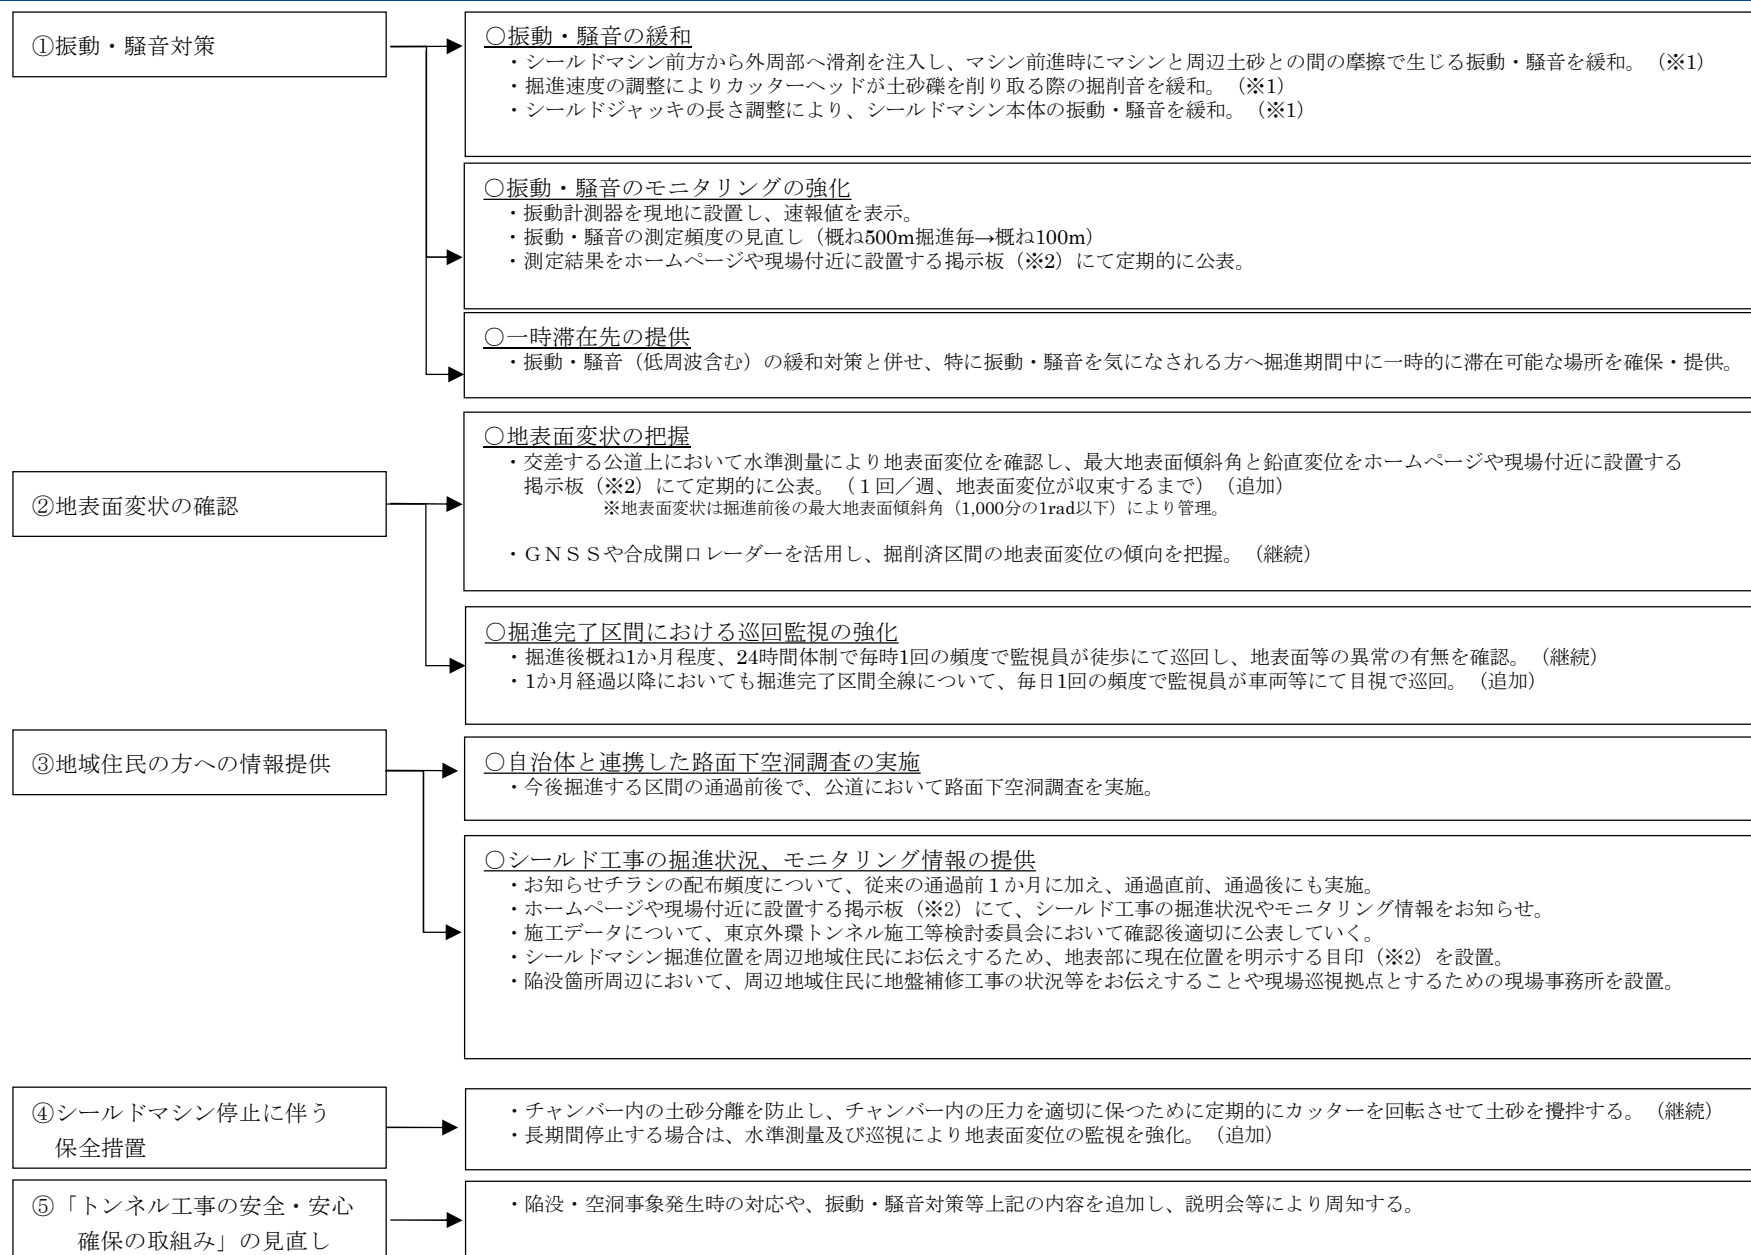 ①振動・騒音対策
○振動・騒音の緩和
・シールドマシン前方から外周部へ滑剤を注入し、マシン前進時にマシンと周辺土砂との間の摩擦で生じる振動・騒音を緩和。（※1）
・掘進速度の調整によりカッターヘッドが土砂礫を削り取る際の掘削音を緩和。（※1）
・シールドジャッキの長さ調整により、シールドマシン本体の振動・騒音を緩和。（※1）
○振動・騒音のモニタリングの強化
・振動計測器を現地に設置し、速報値を表示。
・振動・騒音の測定頻度の見直し（概ね500m掘進毎→概ね100m）
・測定結果をホームページや現場付近に設置する掲示板（※2）にて定期的に公表。
○一時滞在先の提供
・振動・騒音（低周波含む）の緩和対策と併せ、特に振動・騒音を気になされる方へ掘進期間中に一時的に滞在可能な場所を確保・提供。
②地表面変状の確認
○地表面変状の把握
・交差する公道上において水準測量により地表面変位を確認し、最大地表面傾斜角と鉛直変位をホームページや現場付近に設置する
掲示板（※2）にて定期的に公表。（１回／週、地表面変位が収束するまで）（追加）
※地表面変状は掘進前後の最大地表面傾斜角（1,000分の1rad以下）により管理。
・ＧＮＳＳや合成開口レーダーを活用し、掘削済区間の地表面変位の傾向を把握。（継続）
○掘進完了区間における巡回監視の強化
・掘進後概ね1か月程度、24時間体制で毎時1回の頻度で監視員が徒歩にて巡回し、地表面等の異常の有無を確認。（継続）
・1か月経過以降においても掘進完了区間全線について、毎日1回の頻度で監視員が車両等にて目視で巡回。（追加）
③地域住民の方への情報提供
○自治体と連携した路面下空洞調査の実施
・今後掘進する区間の通過前後で、公道において路面下空洞調査を実施。
○シールド工事の掘進状況、モニタリング情報の提供
・お知らせチラシの配布頻度について、従来の通過前１か月に加え、通過直前、通過後にも実施。
・ホームページや現場付近に設置する掲示板（※2）にて、シールド工事の掘進状況やモニタリング情報をお知らせ。
・施工データについて、東京外環トンネル施工等検討委員会において確認後適切に公表していく。
・シールドマシン掘進位置を周辺地域住民にお伝えするため、地表部に現在位置を明示する目印（※2）を設置。
・陥没箇所周辺において、周辺地域住民に地盤補修工事の状況等をお伝えすることや現場巡視拠点とするための現場事務所を設置。
④シールドマシン停止に伴う
保全措置
・チャンバー内の土砂分離を防止し、チャンバー内の圧力を適切に保つために定期的にカッターを回転させて土砂を攪拌する。（継続）
・長期間停止する場合は、水準測量及び巡視により地表面変位の監視を強化。（追加）
⑤「トンネル工事の安全・安心
確保の取組み」の見直し
・陥没・空洞事象発生時の対応や、振動・騒音対策等上記の内容を追加し、説明会等により周知する。